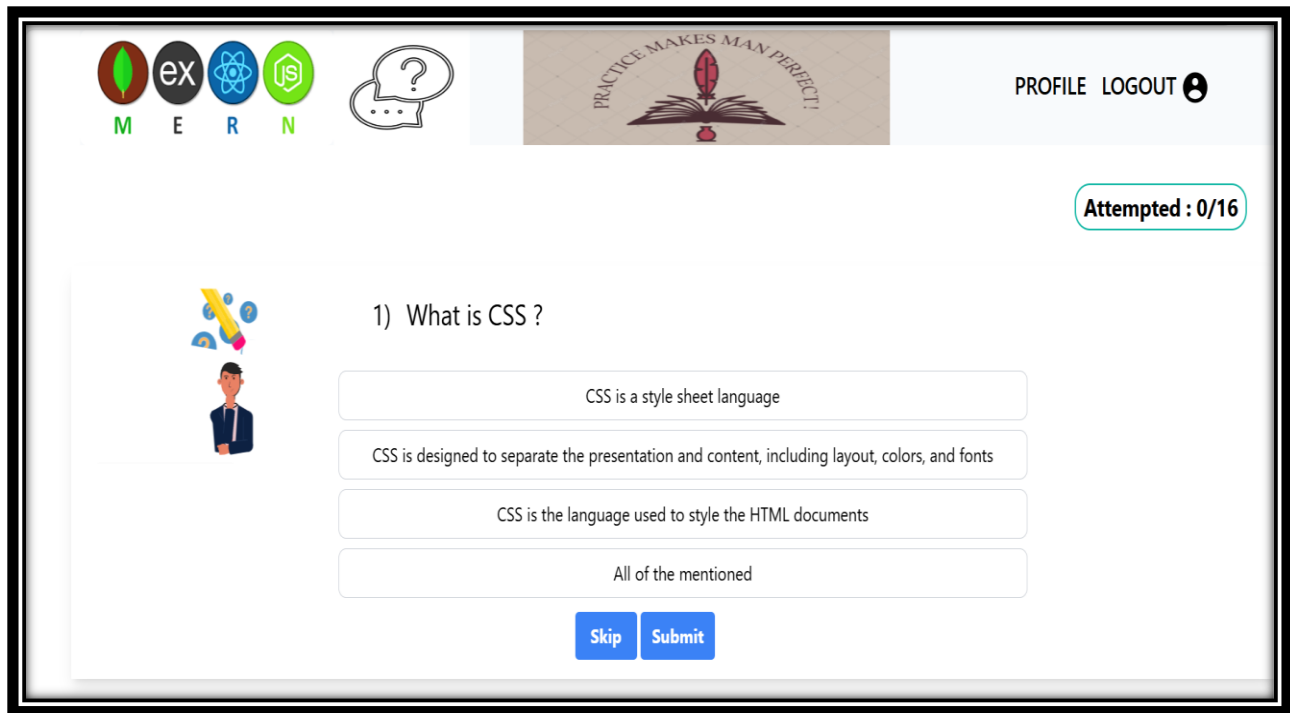 ex
JS
M E R N
?
...
PRACTICE MAKES MAN PERFECT!
PROFILE LOGOUT
Attempted : 0/16
1) What is CSS ?
CSS is a style sheet language
CSS is designed to separate the presentation and content, including layout, colors, and fonts
CSS is the language used to style the HTML documents
All of the mentioned
Skip Submit